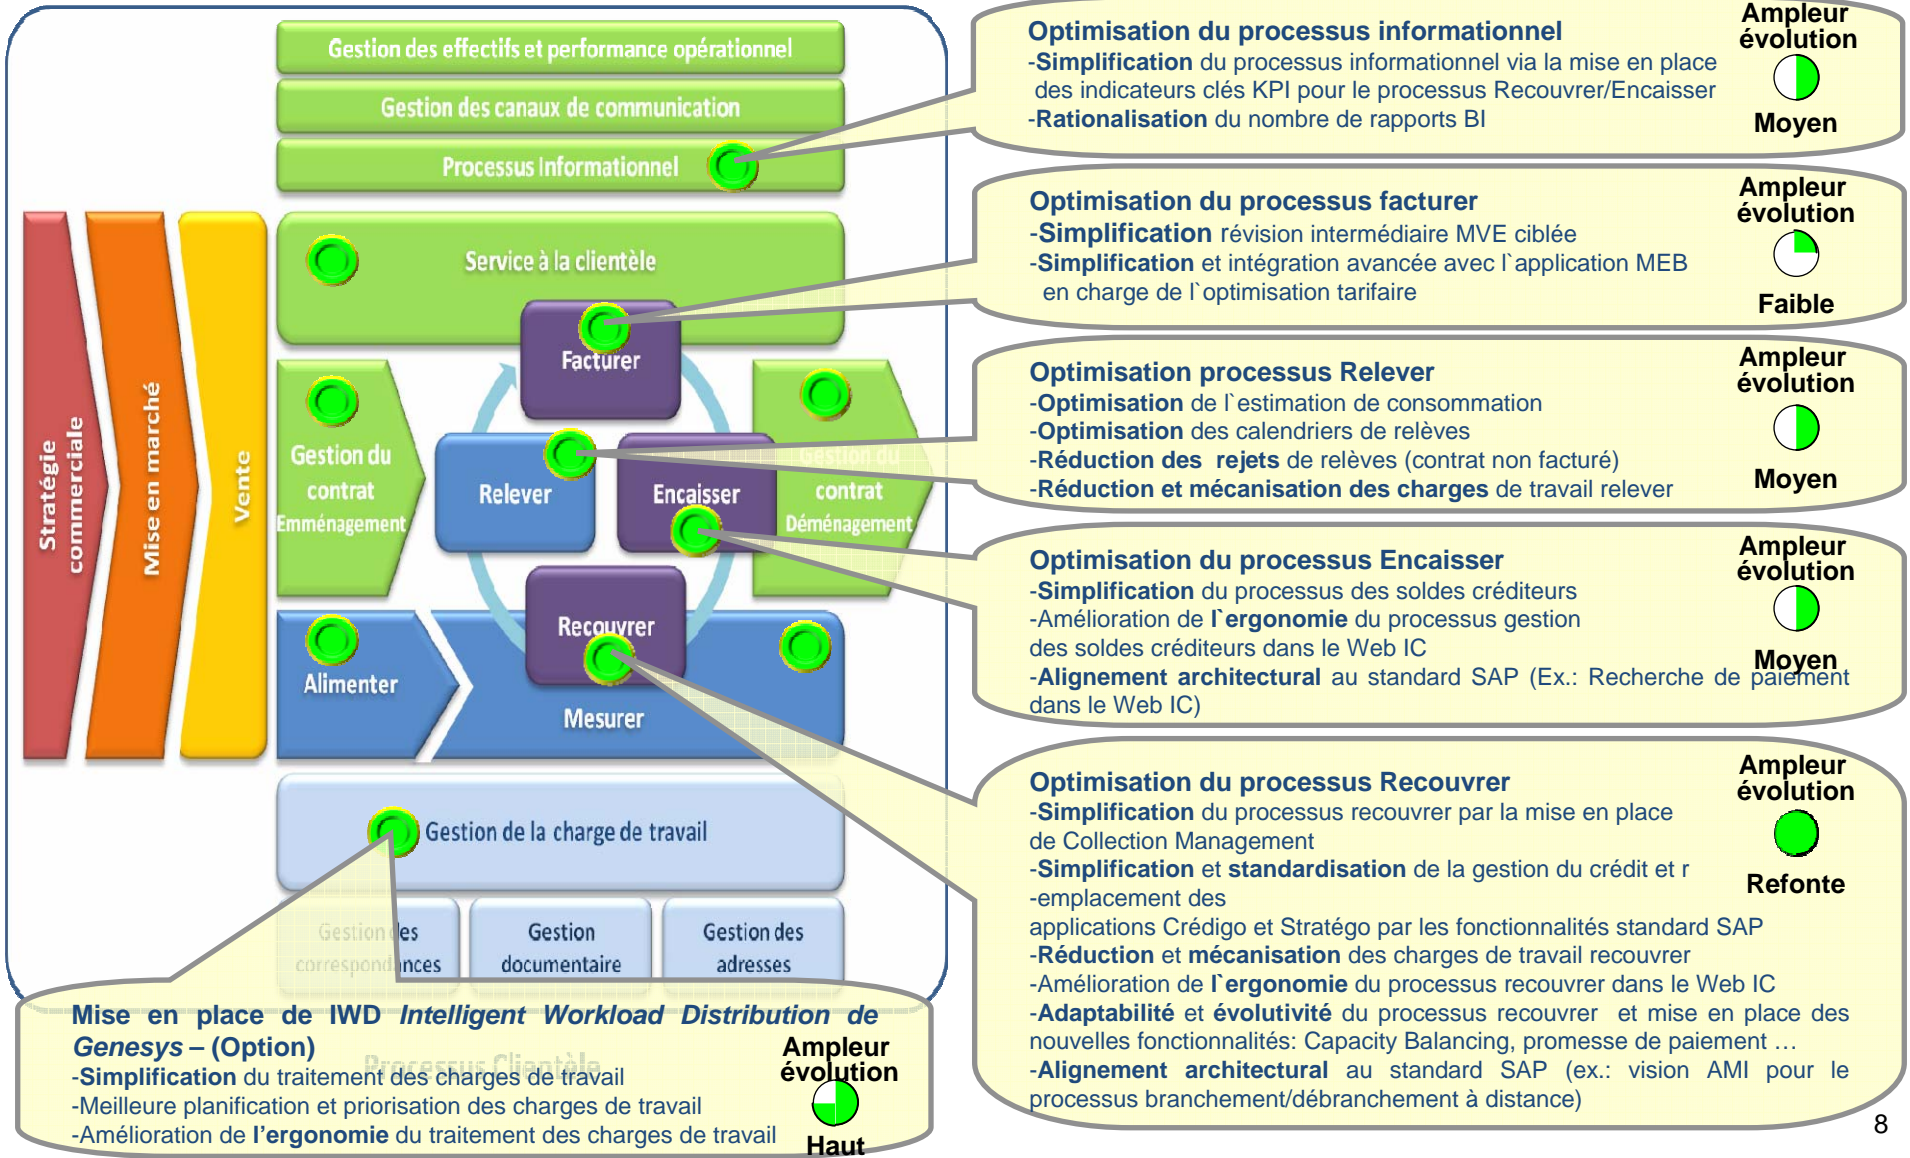 Gestion des effectifs et performance opérationnel
Gestion des canaux de communication
Processus Informationnel
Stratégie
commerciale
Mise en marché
Vente
Service à la clientèle
Facturer
Gestion du
contrat
Emménagement
Relever
Encaisser
Gestion du
contrat
Déménagement
Recouvrer
Alimenter
Mesurer
Gestion de la charge de travail
Gestion des
correspondances
Gestion
documentaire
Gestion des
adresses
Processus Clientèle
Optimisation du processus informationnel
-Simplification du processus informationnel via la mise en place
des indicateurs clés KPI pour le processus Recouvrer/Encaisser
-Rationalisation du nombre de rapports BI
Ampleur
évolution
Moyen
Optimisation du processus facturer
-Simplification révision intermédiaire MVE ciblée
-Simplification et intégration avancée avec l`application MEB
en charge de l`optimisation tarifaire
Ampleur
évolution
Faible
Optimisation processus Relever
-Optimisation de l`estimation de consommation
-Optimisation des calendriers de relèves
-Réduction des rejets de relèves (contrat non facturé)
-Réduction et mécanisation des charges de travail relever
Ampleur
évolution
Moyen
Optimisation du processus Encaisser
-Simplification du processus des soldes créditeurs
-Amélioration de l`ergonomie du processus gestion
des soldes créditeurs dans le Web IC
-Alignement architectural au standard SAP (Ex.: Recherche de paiement
dans le Web IC)
Ampleur
évolution
Moyen
Optimisation du processus Recouvrer
-Simplification du processus recouvrer par la mise en place
de Collection Management
-Simplification et standardisation de la gestion du crédit et r
-emplacement des
applications Crédigo et Stratégo par les fonctionnalités standard SAP
-Réduction et mécanisation des charges de travail recouvrer
-Amélioration de l`ergonomie du processus recouvrer dans le Web IC
-Adaptabilité et évolutivité du processus recouvrer et mise en place des
nouvelles fonctionnalités: Capacity Balancing, promesse de paiement …
-Alignement architectural au standard SAP (ex.: vision AMI pour le
processus branchement/débranchement à distance)
Ampleur
évolution
Refonte
Mise en place de IWD Intelligent Workload Distribution de
Genesys – (Option)
-Simplification du traitement des charges de travail
-Meilleure planification et priorisation des charges de travail
-Amélioration de l’ergonomie du traitement des charges de travail
Ampleur
évolution
Haut
8